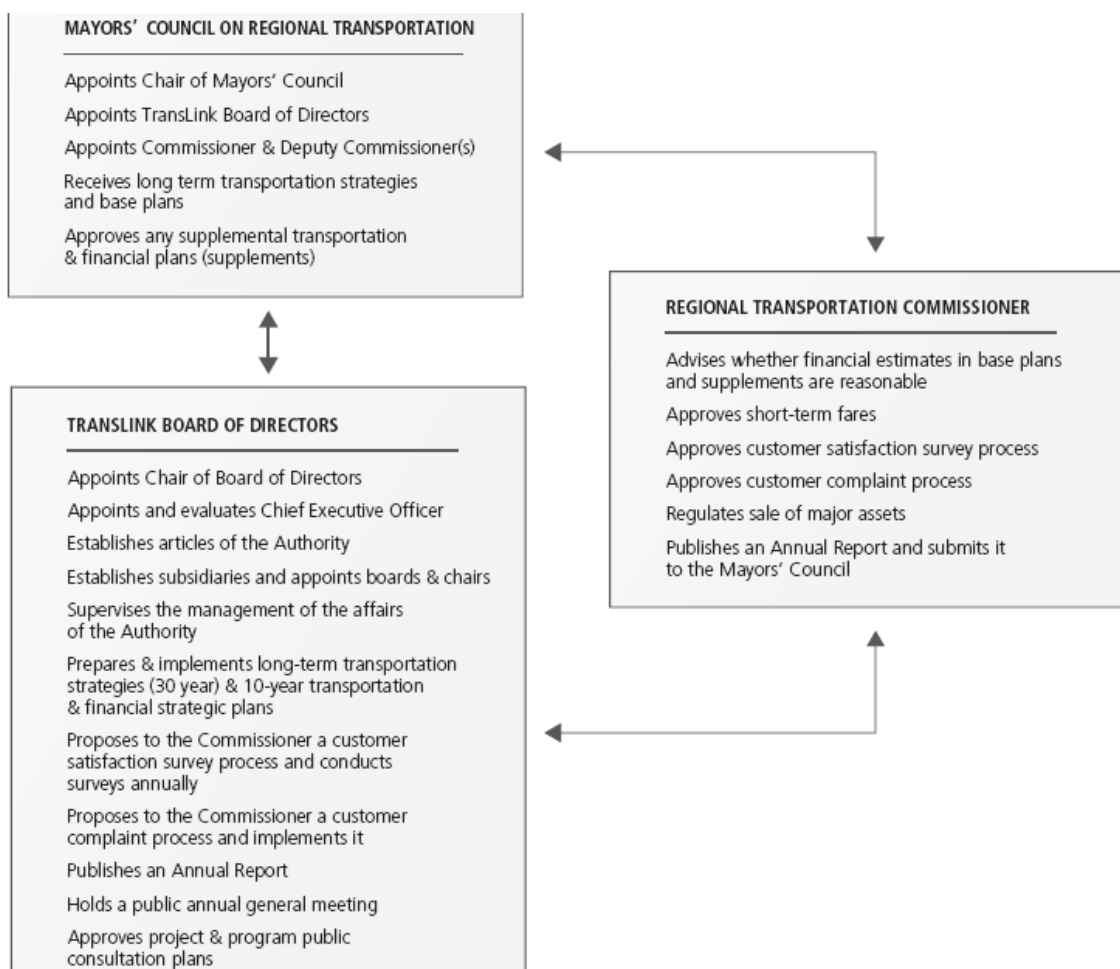 MAYORS' COUNCIL ON REGIONAL TRANSPORTATION
Appoints Chair of Mayors' Council
Appoints TransLink Board of Directors
Appoints Commissioner & Deputy Commissioner(s)
Receives long term transportation strategies
and base plans
Approves any supplemental transportation
& financial plans (supplements)
TRANSLINK BOARD OF DIRECTORS
Appoints Chair of Board of Directors
Appoints and evaluates Chief Executive Officer
Establishes articles of the Authority
Establishes subsidiaries and appoints boards & chairs
Supervises the management of the affairs
of the Authority
Prepares & implements long-term transportation
strategies (30 year) & 10-year transportation
& financial strategic plans
Proposes to the Commissioner a customer
satisfaction survey process and conducts
surveys annually
Proposes to the Commissioner a customer
complaint process and implements it
Publishes an Annual Report
Holds a public annual general meeting
Approves project & program public
consultation plans
REGIONAL TRANSPORTATION COMMISSIONER
Advises whether financial estimates in base plans
and supplements are reasonable
Approves short-term fares
Approves customer satisfaction survey process
Approves customer complaint process
Regulates sale of major assets
Publishes an Annual Report and submits it
to the Mayors' Council